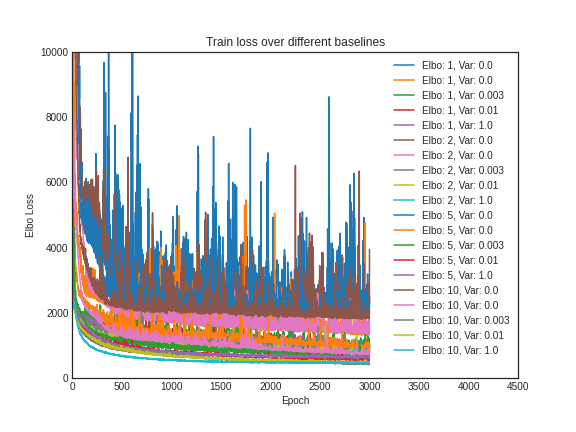 Train loss over different baselines
10000
8000
6000
4000
2000
0
Elbo Loss
0 500 1000 1500 2000 2500 3000 3500 4000 4500
Epoch
Elbo: 1, Var: 0.0
Elbo: 1, Var: 0.0
Elbo: 1, Var: 0.003
Elbo: 1, Var: 0.01
Elbo: 1, Var: 1.0
Elbo: 2, Var: 0.0
Elbo: 2, Var: 0.0
Elbo: 2, Var: 0.003
Elbo: 2, Var: 0.01
Elbo: 2, Var: 1.0
Elbo: 5, Var: 0.0
Elbo: 5, Var: 0.0
Elbo: 5, Var: 0.003
Elbo: 5, Var: 0.01
Elbo: 5, Var: 1.0
Elbo: 10, Var: 0.0
Elbo: 10, Var: 0.0
Elbo: 10, Var: 0.003
Elbo: 10, Var: 0.01
Elbo: 10, Var: 1.0